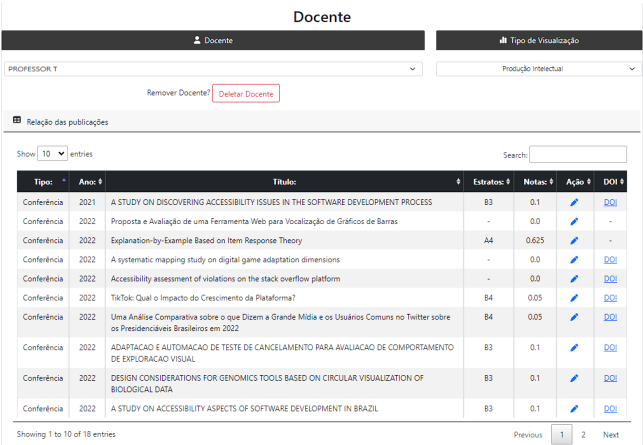 Docente
Docente
Tipo de Visualização
PROFESSOR T
Produção Intelectual
Remover Docente? Deletar Docente
Relação das publicações
Show 10 entries
Search:
Tipo: Ano: Título: Estratos: Notas: Ação DOI
Conferência 2021 A STUDY ON DISCOVERING ACCESSIBILITY ISSUES IN THE SOFTWARE DEVELOPMENT PROCESS B3 0.1 DOI
Conferência 2022 Proposta e Avaliação de uma Ferramenta Web para Vocalização de Gráficos de Barras - 0.0 -
Conferência 2022 Explanation-by-Example Based on Item Response Theory A4 0.625 -
Conferência 2022 A systematic mapping study on digital game adaptation dimensions - 0.0 DOI
Conferência 2022 Accessibility assessment of violations on the stack overflow platform - 0.0 DOI
Conferência 2022 TikTok: Qual o Impacto do Crescimento da Plataforma? B4 0.05 DOI
Conferência 2022 Uma Análise Comparativa sobre o que Dizem a Grande Mídia e os Usuários Comuns no Twitter sobre B4 0.05 DOI
os Presidenciáveis Brasileiros em 2022
Conferência 2022 ADAPTACAO E AUTOMACAO DE TESTE DE CANCELAMENTO PARA AVALIACAO DE COMPORTAMENTO B3 0.1 DOI
DE EXPLORACAO VISUAL
Conferência 2022 DESIGN CONSIDERATIONS FOR GENOMICS TOOLS BASED ON CIRCULAR VISUALIZATION OF B3 0.1 DOI
BIOLOGICAL DATA
Conferência 2022 A STUDY ON ACCESSIBILITY ASPECTS OF SOFTWARE DEVELOPMENT IN BRAZIL B3 0.1 DOI
Showing 1 to 10 of 18 entries
Previous 1 2 Next